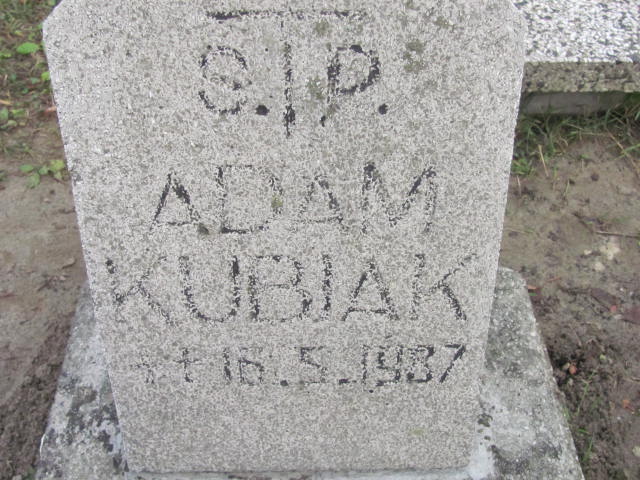 S.P.
ADAM
KUBIAK
++ 16.5.1937